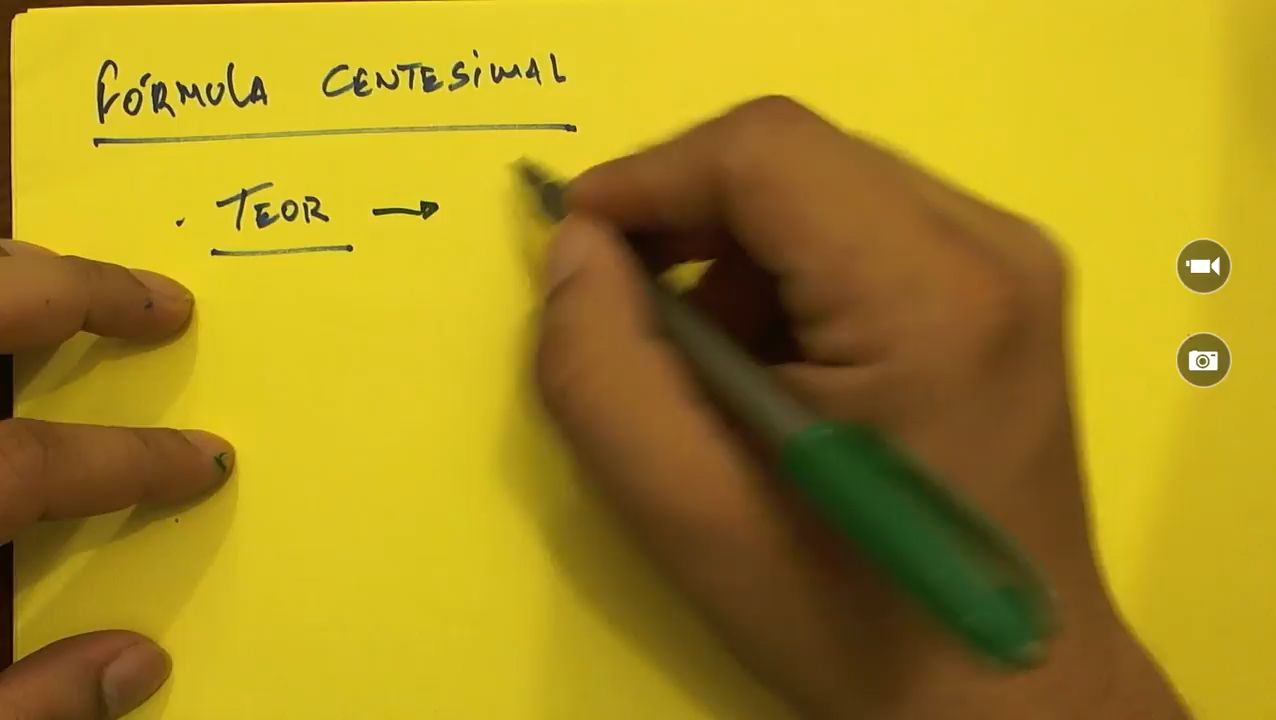 FÓRMULA CENTESIMAL
. TEOR →